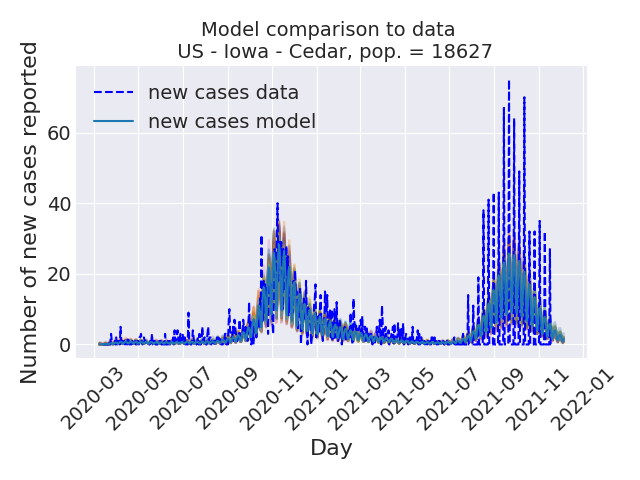 Model comparison to data
US - Iowa - Cedar, pop. = 18627
Number of new cases reported
60
40
20
0
new cases data
new cases model
2020-03
2020-05
2020-07
2020-09
2020-11
2021-01
2021-03
2021-05
2021-07
2021-09
2021-11
2022-01
Day